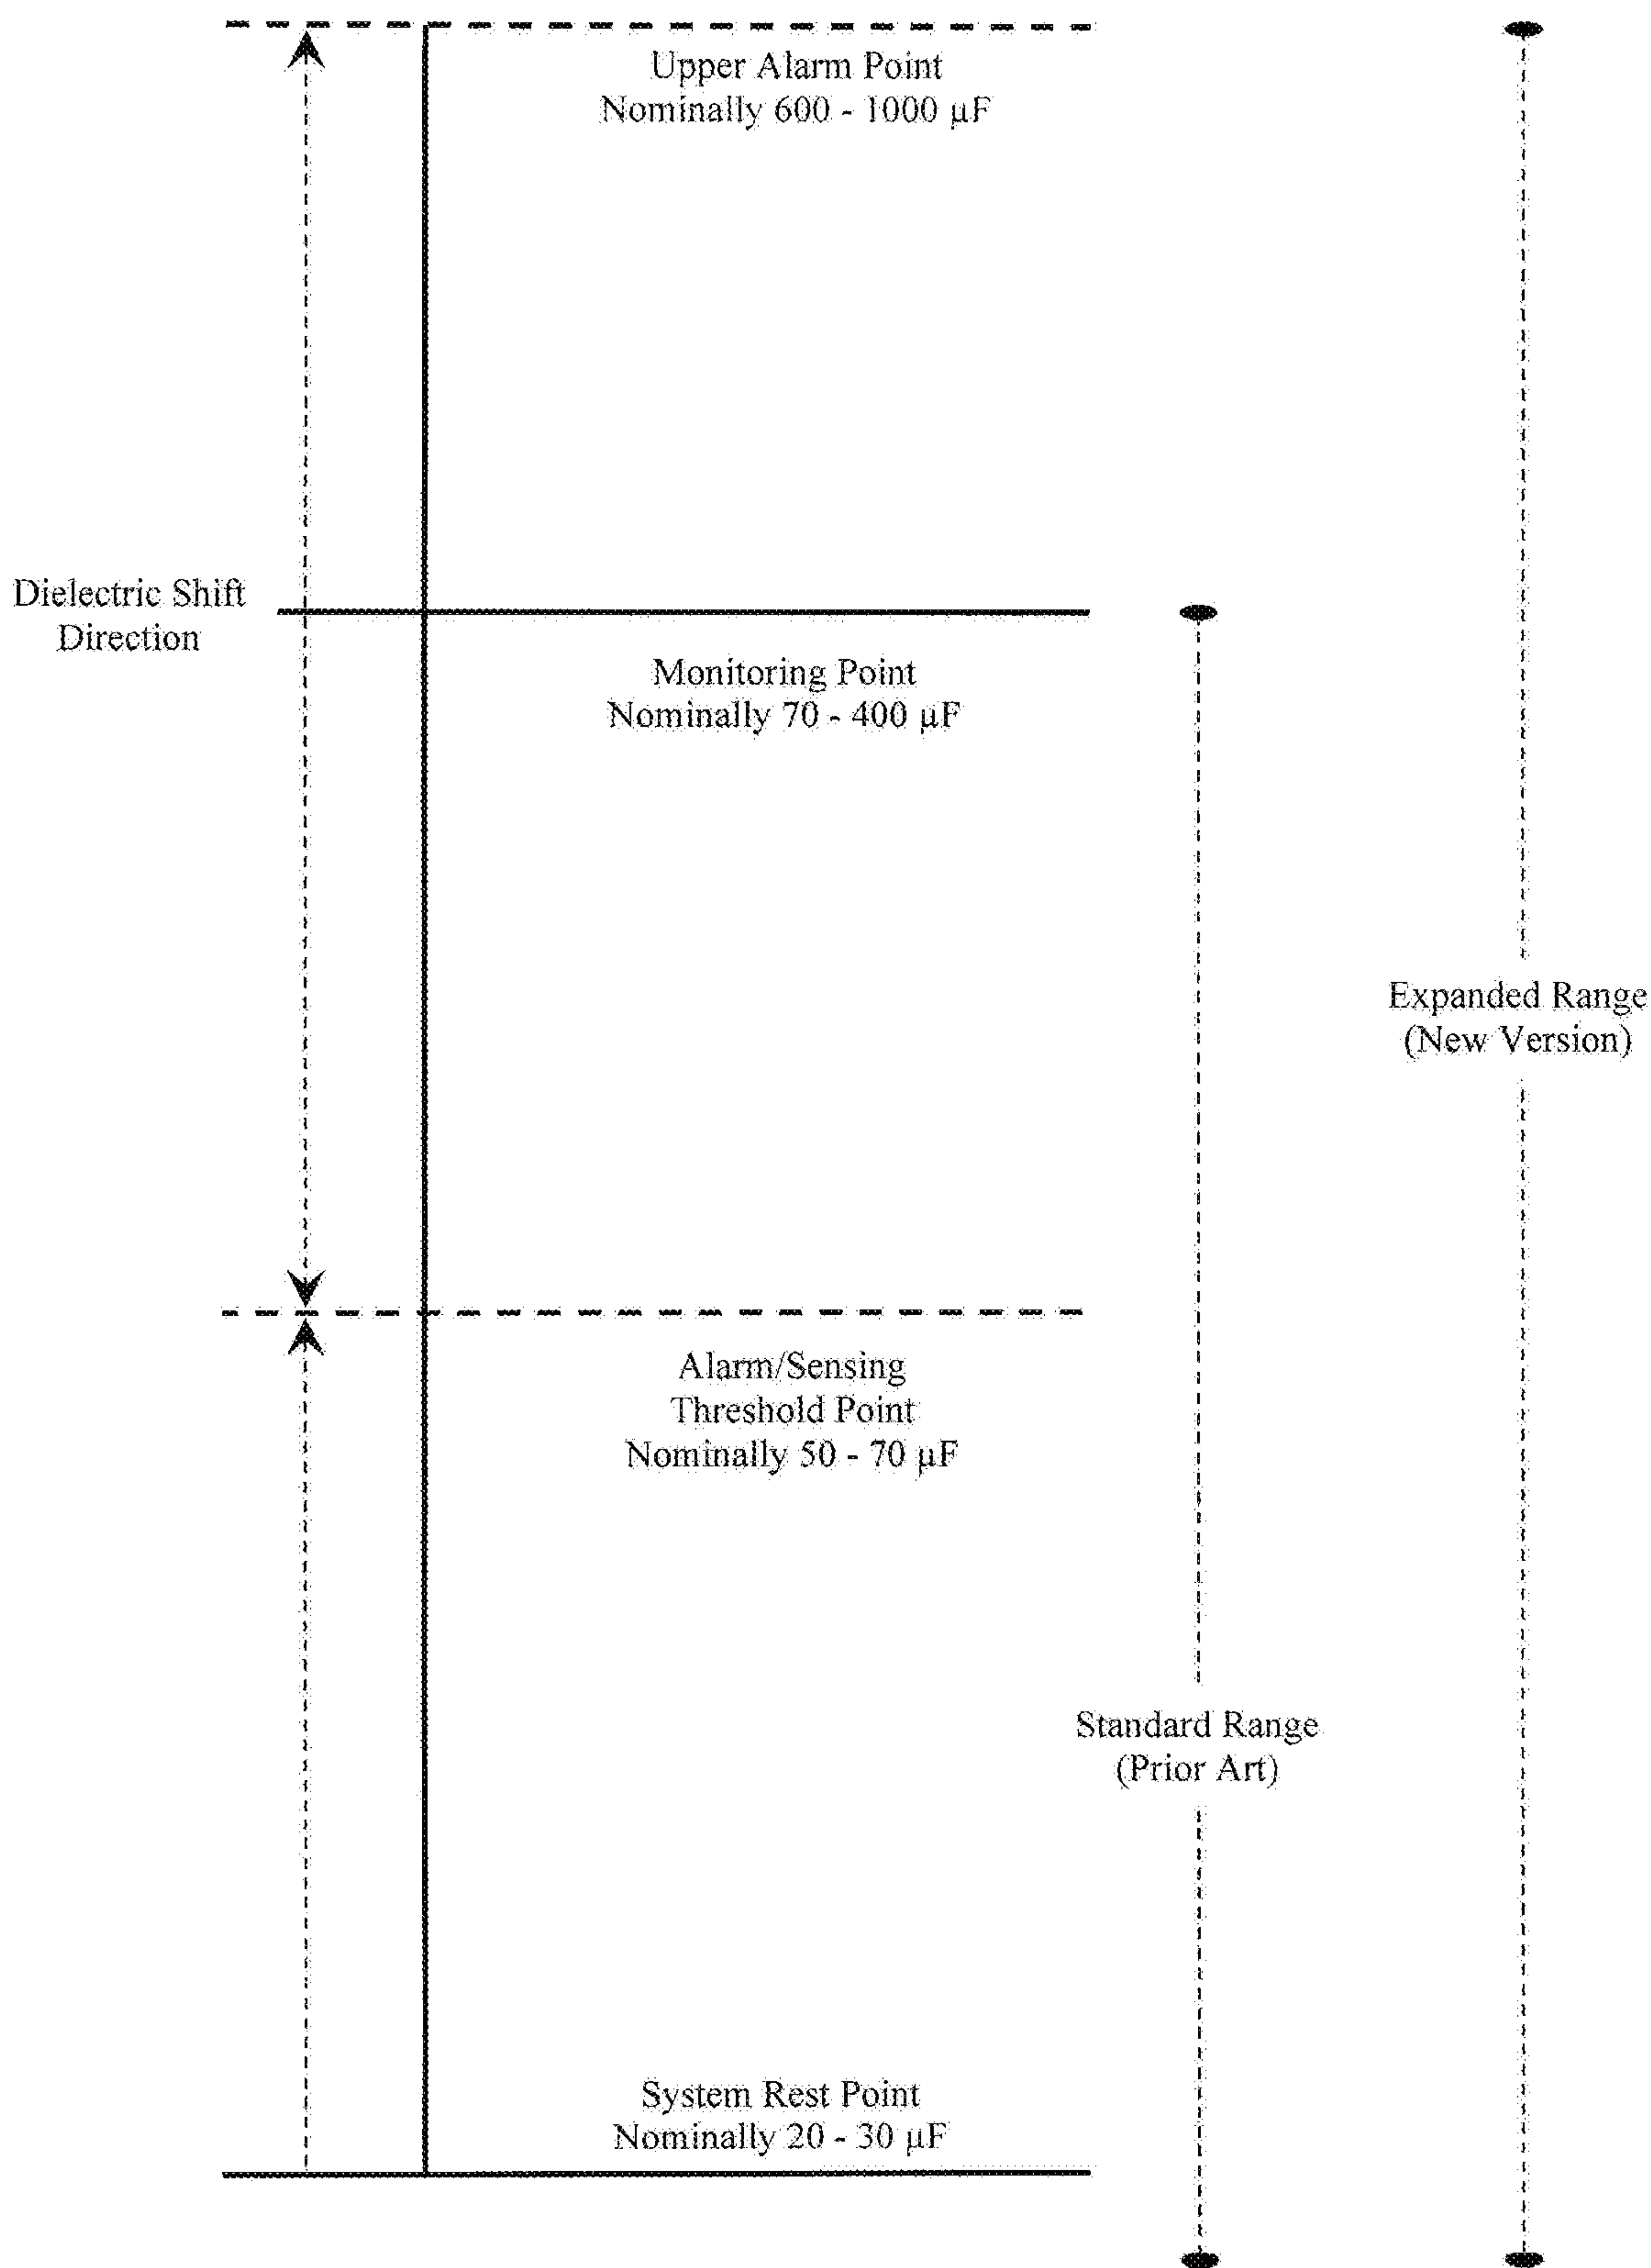 Upper Alarm Point
Nominally 600 - 1000 µF
Dielectric Shift
Direction
Monitoring Point
Nominally 70 - 400 µF
Expanded Range
(New Version)
Alarm/Sensing
Threshold Point
Nominally 50 - 70 µF
Standard Range
(Prior Art)
System Rest Point
Nominally 20 - 30 µF